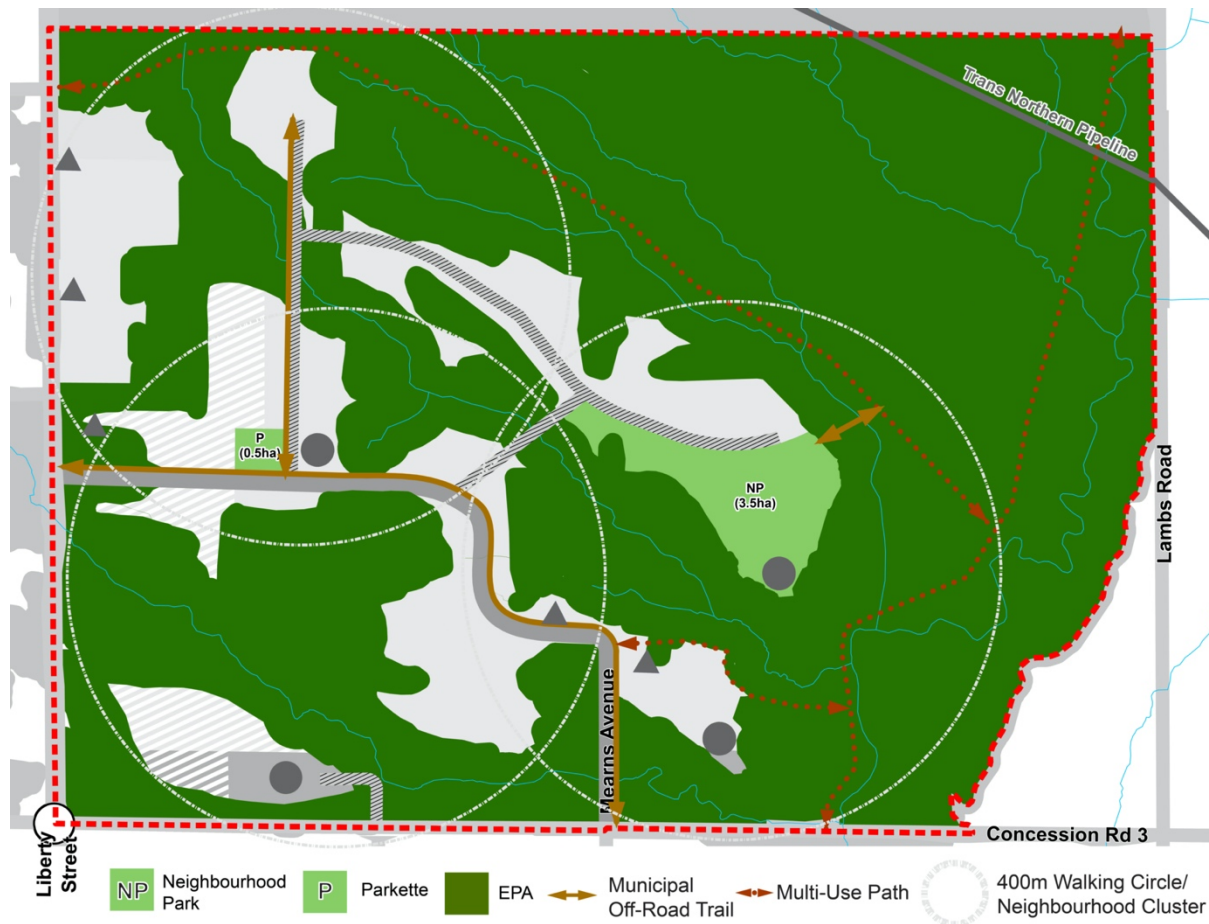 Trans Northern Pipeline
P
(0.5ha)
NP
(3.5ha)
Lambs Road
Mearns Avenue
Concession Rd 3
Liberty
Street
NP
Neighbourhood
Park
P
Parkette
EPA
Municipal
Off-Road Trail
Multi-Use Path
400m Walking Circle/
Neighbourhood Cluster